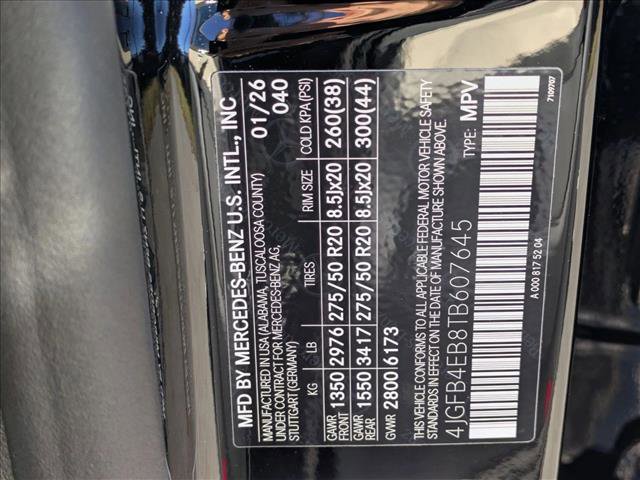 MFD BY MERCEDES-BENZ U.S. INTL., INC
MANUFACTURED IN USA (ALABAMA, TUSCALOOSA COUNTY)
UNDER CONTRACT FOR MERCEDES-BENZ AG,
STUTTGART (GERMANY)
01/26
040
KG LB TIRES RIM SIZE COLD KPA (PSI)
GAWR FRONT 1350 2976 275/50 R20 8.5Jx20 260(38)
GAWR REAR 1550 3417 275/50 R20 8.5Jx20 300(44)
GVWR 2800 6173
THIS VEHICLE CONFORMS TO ALL APPLICABLE FEDERAL MOTOR VEHICLE SAFETY
STANDARDS IN EFFECT ON THE DATE OF MANUFACTURE SHOWN ABOVE.
4JGFB4EB8TB607645 TYPE: MPV
A 000 817 52 04
7109707